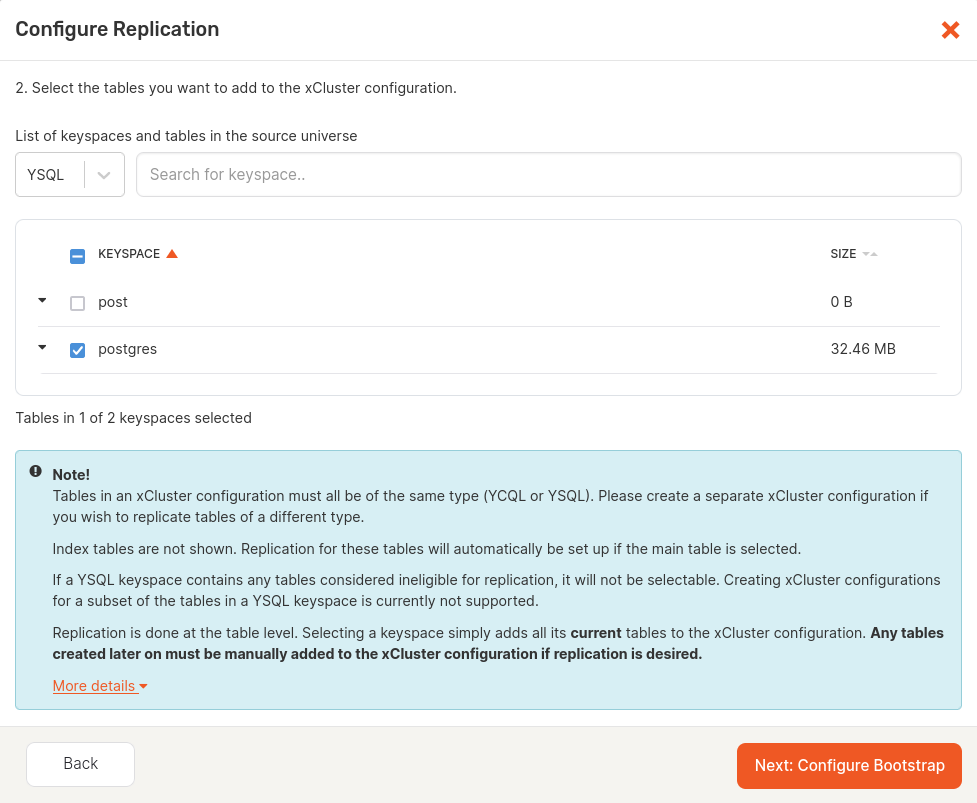 Configure Replication
2. Select the tables you want to add to the xCluster configuration.
List of keyspaces and tables in the source universe
YSQL
Search for keyspace..
KEYSPACE SIZE
post 0 B
postgres 32.46 MB
Tables in 1 of 2 keyspaces selected
Note!
Tables in an xCluster configuration must all be of the same type (YCQL or YSQL). Please create a separate xCluster configuration if
you wish to replicate tables of a different type.
Index tables are not shown. Replication for these tables will automatically be set up if the main table is selected.
If a YSQL keyspace contains any tables considered ineligible for replication, it will not be selectable. Creating xCluster configurations
for a subset of the tables in a YSQL keyspace is currently not supported.
Replication is done at the table level. Selecting a keyspace simply adds all its current tables to the xCluster configuration. Any tables
created later on must be manually added to the xCluster configuration if replication is desired.
More details
Back
Next: Configure Bootstrap